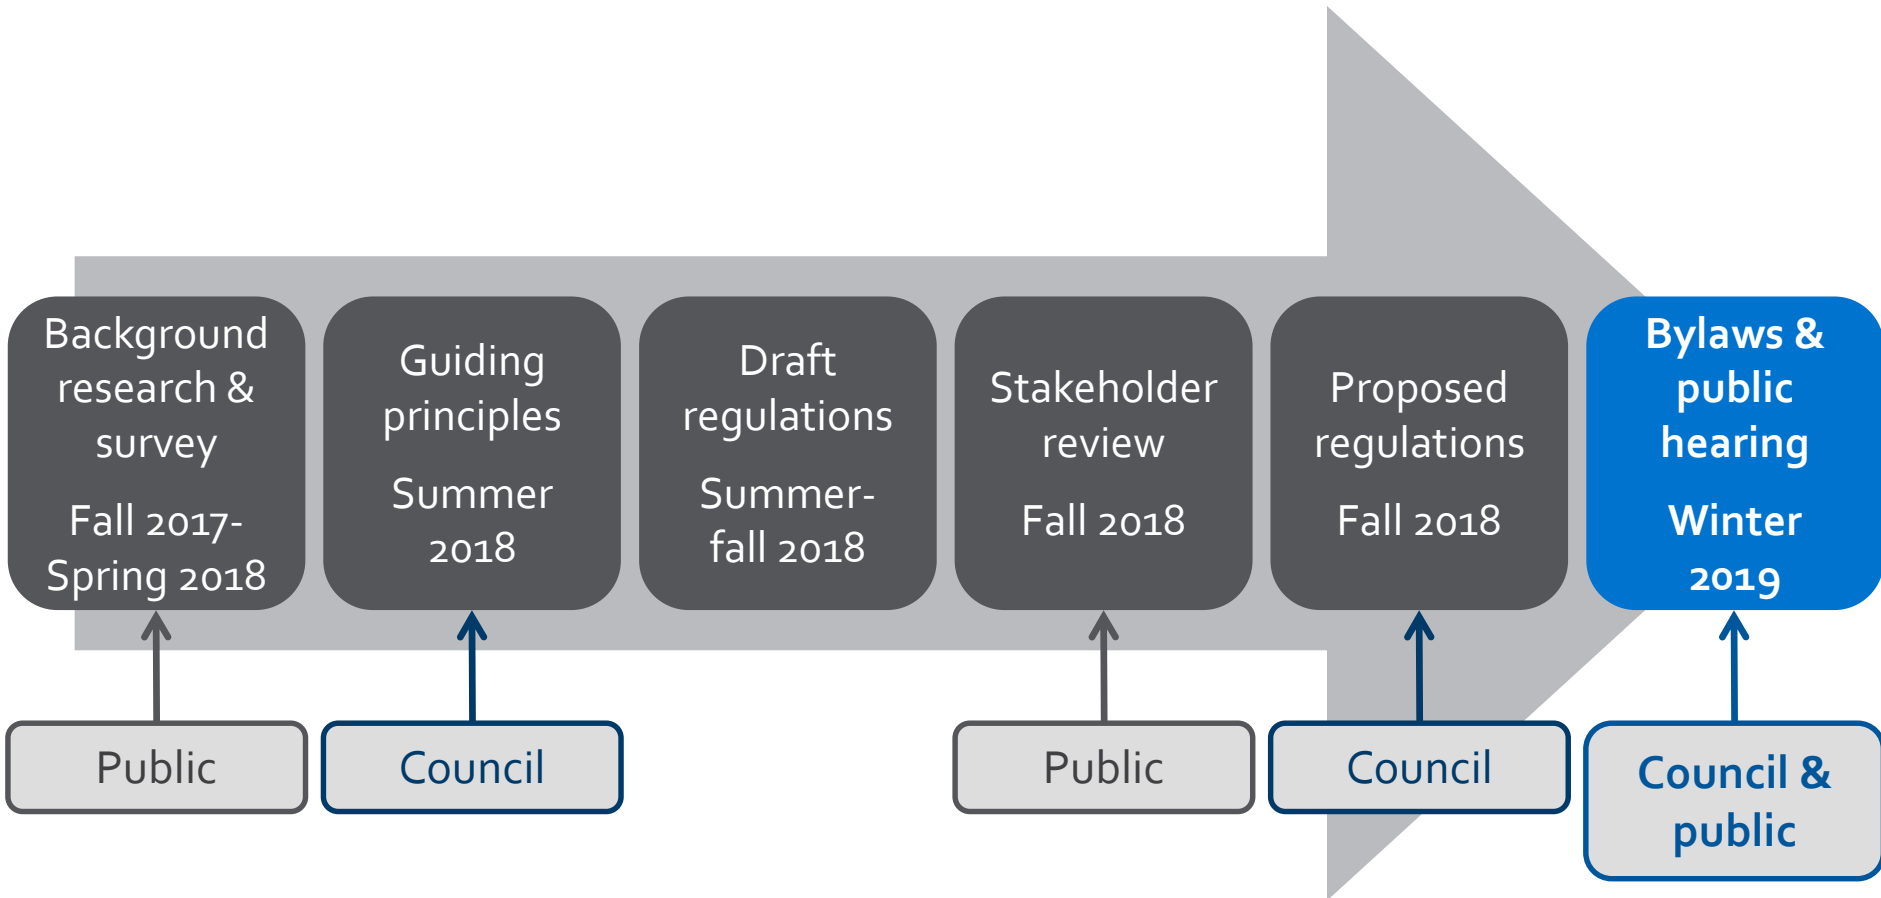 Background
research &
survey
Fall 2017-
Spring 2018
Guiding
principles
Summer
2018
Draft
regulations
Summer-
fall 2018
Stakeholder
review
Fall 2018
Proposed
regulations
Fall 2018
Bylaws &
public
hearing
Winter
2019
Public
Council
Public
Council
Council &
public